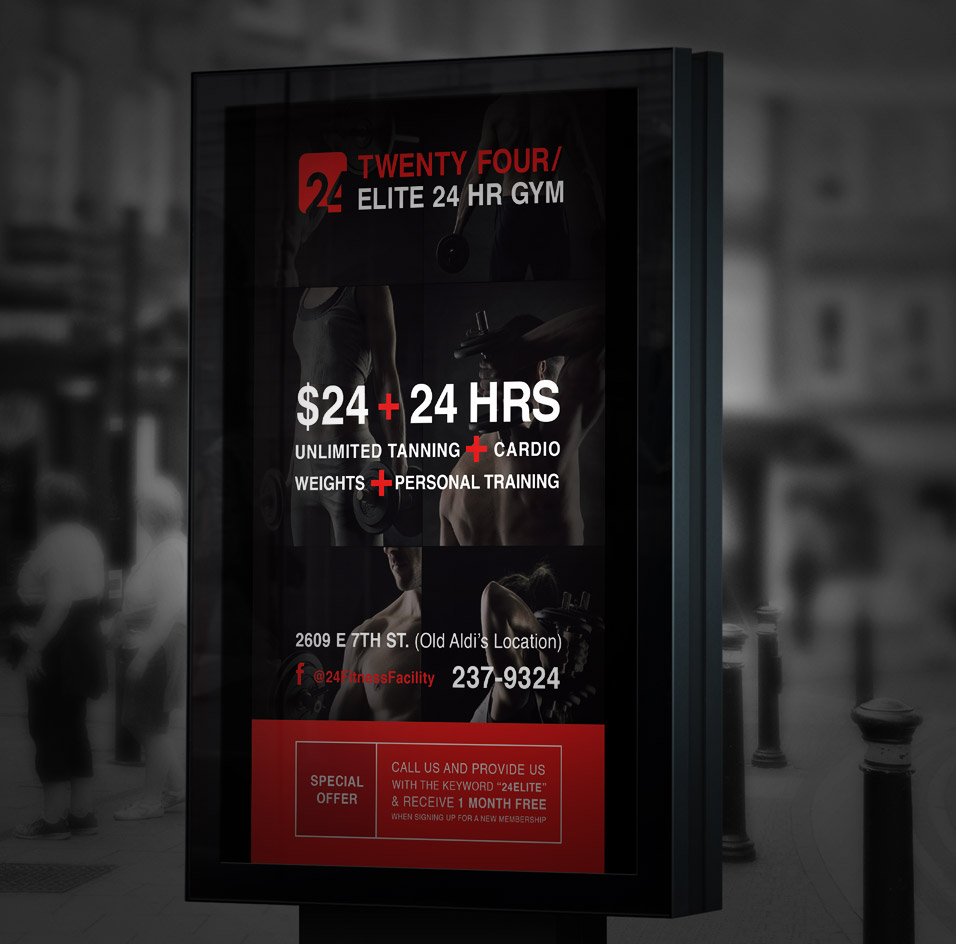 24 TWENTY FOUR/
ELITE 24 HR GYM
$24 + 24 HRS
UNLIMITED TANNING + CARDIO
WEIGHTS + PERSONAL TRAINING
2609 E 7TH ST. (Old Aldi's Location)
f @24FitnessFacility 237-9324
SPECIAL
OFFER
CALL US AND PROVIDE US
WITH THE KEYWORD "24ELITE"
& RECEIVE 1 MONTH FREE
WHEN SIGNING UP FOR A NEW MEMBERSHIP